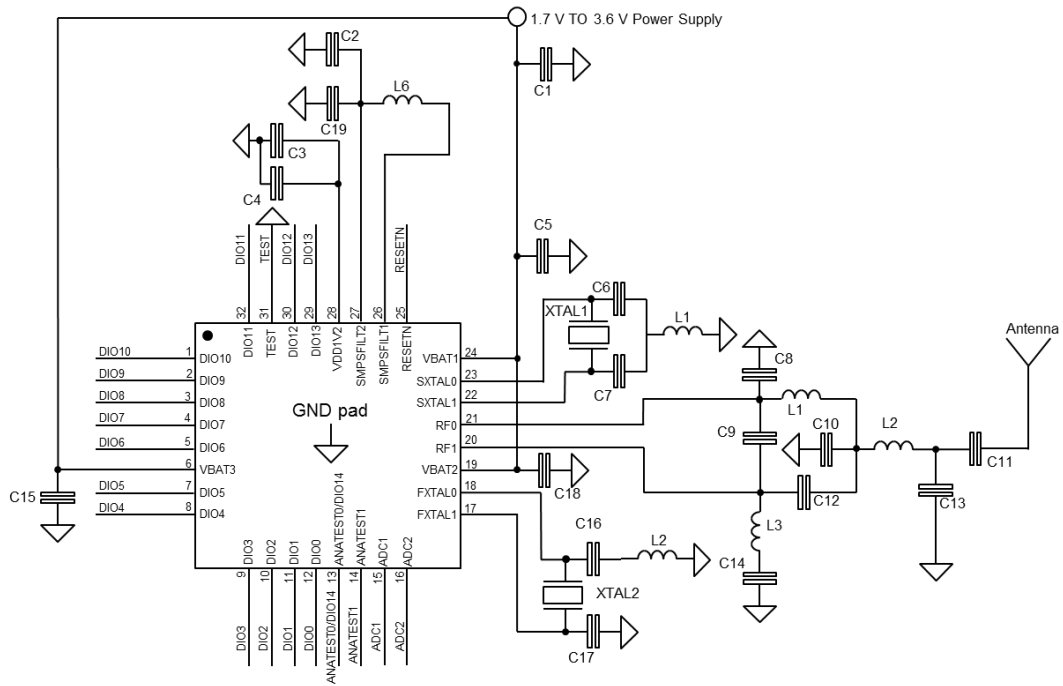 1.7 V TO 3.6 V Power Supply
C2
C1
L6
C19
C3
C4
C5
DIO11
TEST
DIO12
DIO13
RESETN
32
31
30
29
28
27
26
25
DIO11
TEST
DIO12
DIO13
VDD1V2
SMPSFILT2
SMPSFILT1
RESETN
C6
XTAL1
L1
C7
Antenna
DIO10 1 DIO10
DIO9 2 DIO9
DIO8 3 DIO8
DIO7 4 DIO7
DIO6 5 DIO6
6 VBAT3
DIO5 7 DIO5
DIO4 8 DIO4
C15
GND pad
VBAT1 24
SXTAL0 23
SXTAL1 22
RF0 21
RF1 20
VBAT2 19
FXTAL0 18
FXTAL1 17
C8
L1
C9
C10
L2
C11
C12
C13
C18
L3
C14
C16
L2
XTAL2
C17
DIO3
DIO2
DIO1
DIO0
ANATEST0/DIO14
ANATEST1
ADC1
ADC2
9
10
11
12
13
14
15
16
DIO3
DIO2
DIO1
DIO0
ANATEST0/DIO14
ANATEST1
ADC1
ADC2